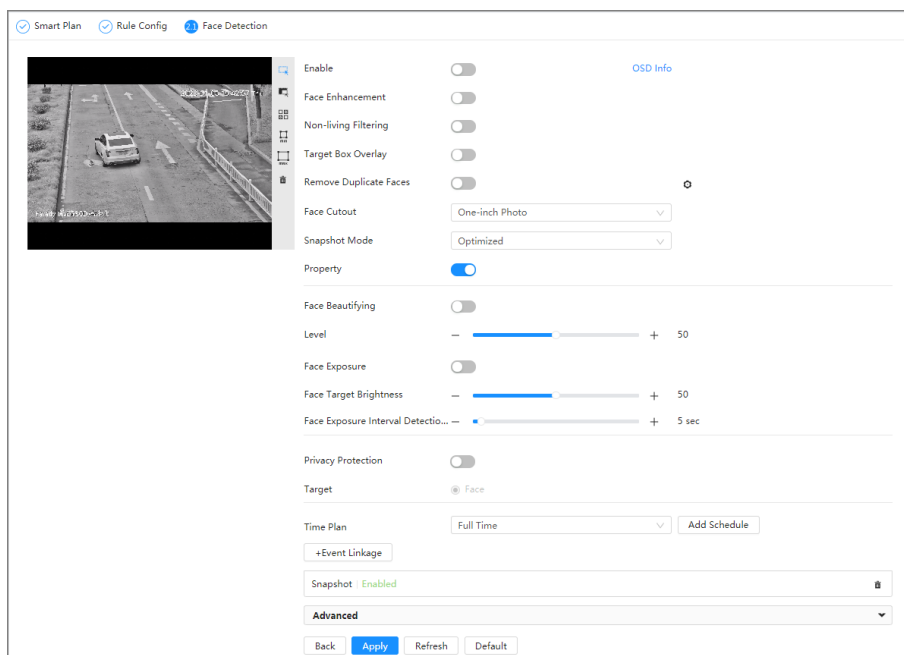 Smart Plan Rule Config 2.1 Face Detection
Enable OSD Info
Face Enhancement
Non-living Filtering
Target Box Overlay
Remove Duplicate Faces
Face Cutout One-inch Photo
Snapshot Mode Optimized
Property
Face Beautifying
Level − + 50
Face Exposure
Face Target Brightness − + 50
Face Exposure Interval Detectio... − + 5 sec
Privacy Protection
Target Face
Time Plan Full Time Add Schedule
+Event Linkage
Snapshot | Enabled
Advanced
Back Apply Refresh Default